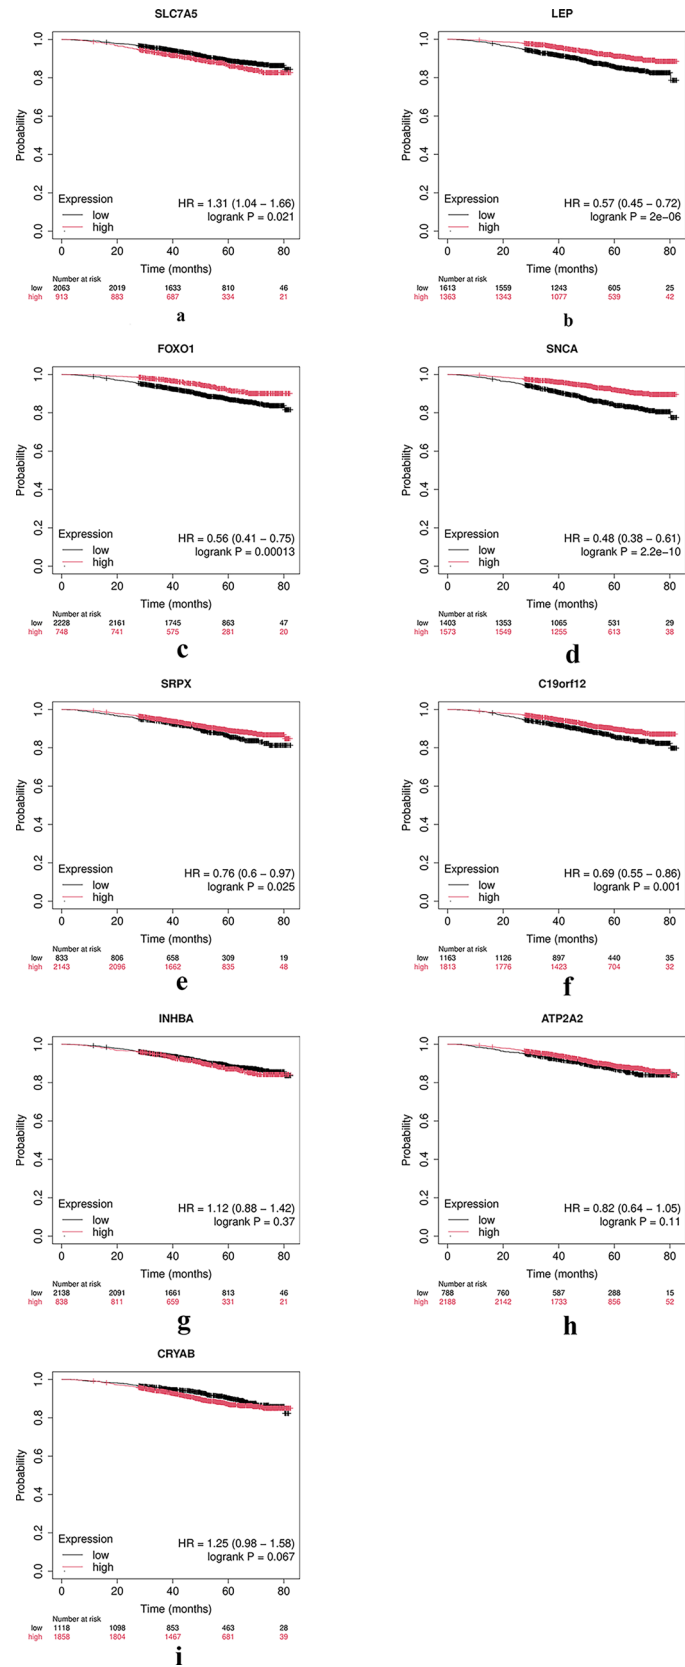 SLC7A5
Probability
1.0
0.8
0.6
0.4
0.2
0.0
Expression
low
high
HR = 1.31 (1.04 − 1.66)
logrank P = 0.021
0 20 40 60 80
Time (months)
Number at risk
low 2063 2019 1633 810 46
high 913 883 687 334 21
a
LEP
Probability
1.0
0.8
0.6
0.4
0.2
0.0
Expression
low
high
HR = 0.57 (0.45 − 0.72)
logrank P = 2e−06
0 20 40 60 80
Time (months)
Number at risk
low 1613 1559 1243 605 25
high 1363 1343 1077 539 42
b
FOXO1
Probability
1.0
0.8
0.6
0.4
0.2
0.0
Expression
low
high
HR = 0.56 (0.41 − 0.75)
logrank P = 0.00013
0 20 40 60 80
Time (months)
Number at risk
low 2228 2161 1745 863 47
high 748 741 575 281 20
c
SNCA
Probability
1.0
0.8
0.6
0.4
0.2
0.0
Expression
low
high
HR = 0.48 (0.38 − 0.61)
logrank P = 2.2e−10
0 20 40 60 80
Time (months)
Number at risk
low 1403 1353 1065 531 29
high 1573 1549 1255 613 38
d
SRPX
Probability
1.0
0.8
0.6
0.4
0.2
0.0
Expression
low
high
HR = 0.76 (0.6 − 0.97)
logrank P = 0.025
0 20 40 60 80
Time (months)
Number at risk
low 833 806 658 309 19
high 2143 2096 1662 835 48
e
C19orf12
Probability
1.0
0.8
0.6
0.4
0.2
0.0
Expression
low
high
HR = 0.69 (0.55 − 0.86)
logrank P = 0.001
0 20 40 60 80
Time (months)
Number at risk
low 1163 1126 897 440 35
high 1813 1776 1423 704 32
f
INHBA
Probability
1.0
0.8
0.6
0.4
0.2
0.0
Expression
low
high
HR = 1.12 (0.88 − 1.42)
logrank P = 0.37
0 20 40 60 80
Time (months)
Number at risk
low 2138 2091 1661 813 46
high 838 811 659 331 21
g
ATP2A2
Probability
1.0
0.8
0.6
0.4
0.2
0.0
Expression
low
high
HR = 0.82 (0.64 − 1.05)
logrank P = 0.11
0 20 40 60 80
Time (months)
Number at risk
low 788 760 587 288 15
high 2188 2142 1733 856 52
h
CRYAB
Probability
1.0
0.8
0.6
0.4
0.2
0.0
Expression
low
high
HR = 1.25 (0.98 − 1.58)
logrank P = 0.067
0 20 40 60 80
Time (months)
Number at risk
low 1118 1098 853 463 28
high 1858 1804 1467 681 39
i